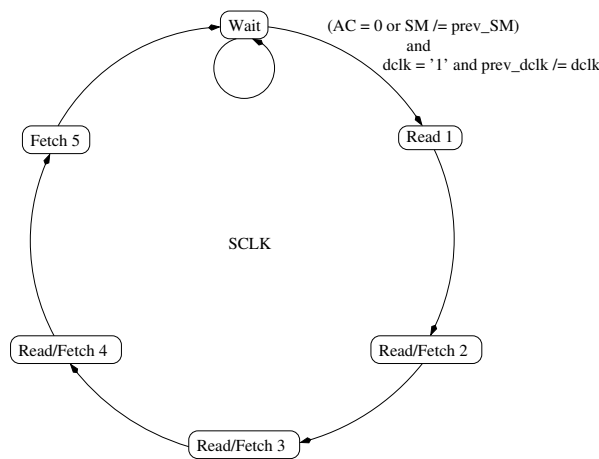 Wait
(AC = 0 or SM /= prev_SM)
and
dclk = '1' and prev_dclk /= dclk
Fetch 5
Read 1
SCLK
Read/Fetch 4
Read/Fetch 2
Read/Fetch 3